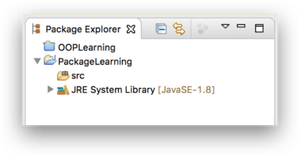 Package Explorer
OOPLearning
PackageLearning
src
JRE System Library [JavaSE-1.8]